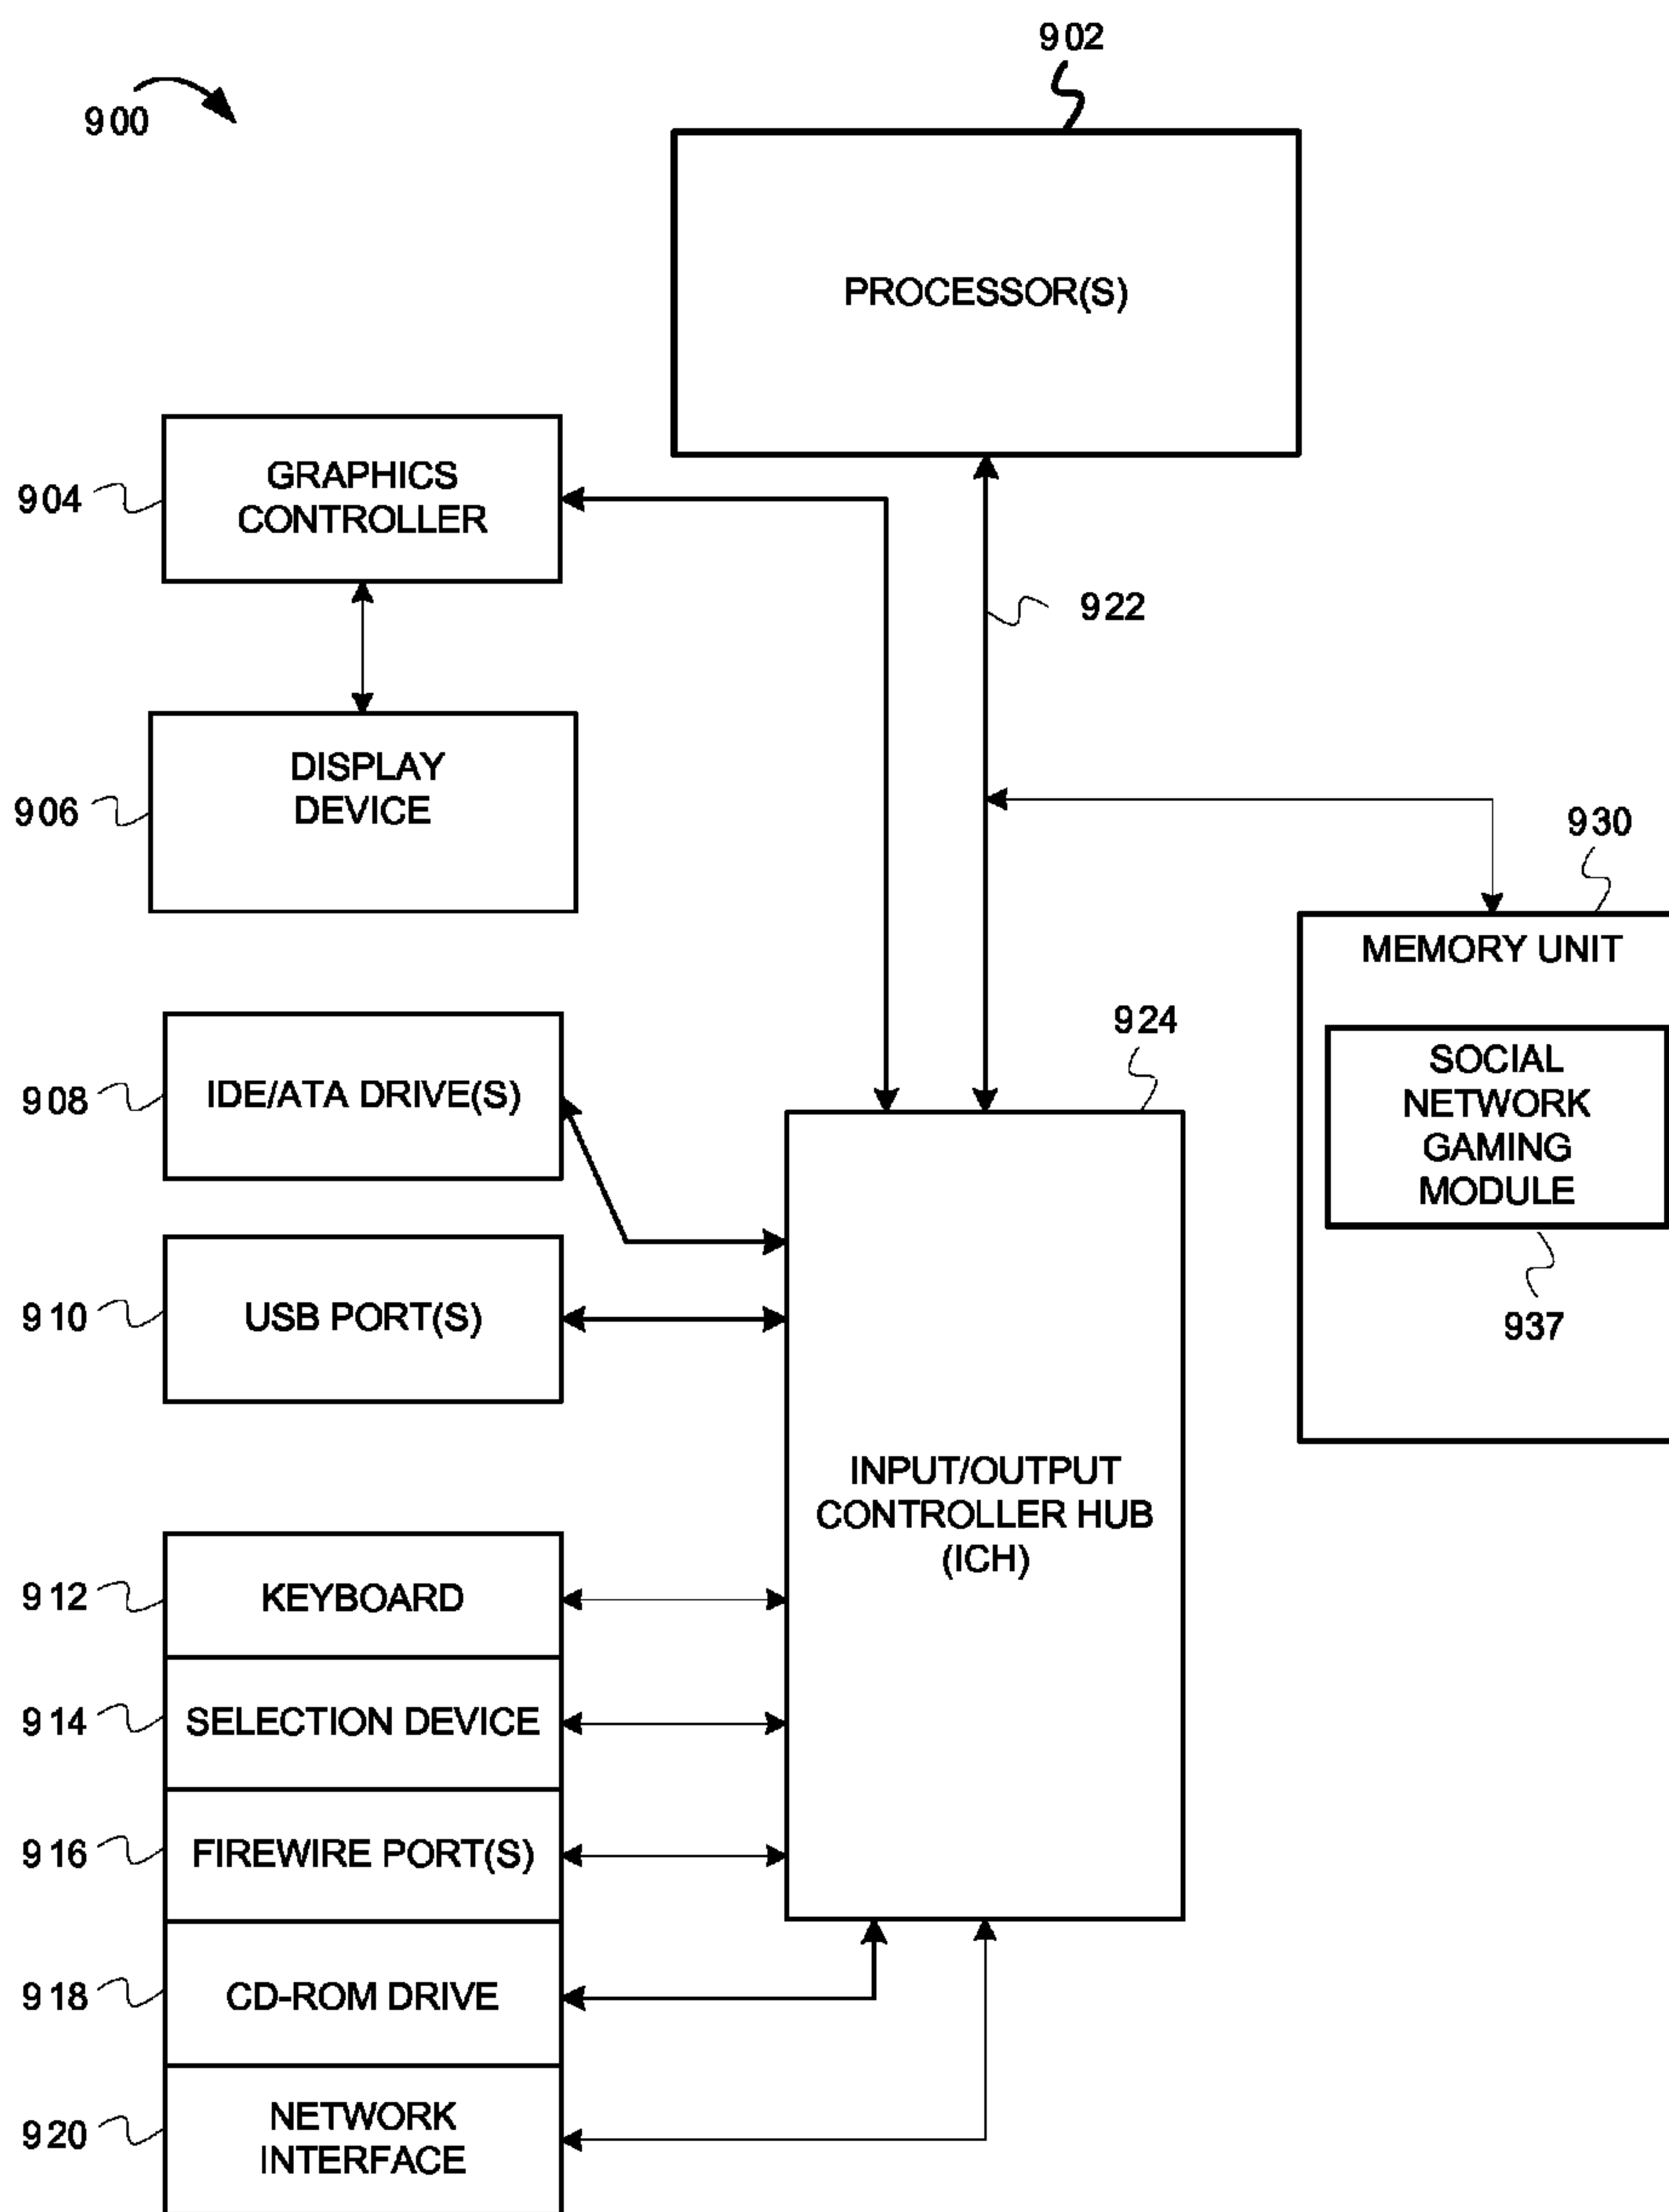 902
900
PROCESSOR(S)
904
GRAPHICS
CONTROLLER
922
906
DISPLAY
DEVICE
930
MEMORY UNIT
924
SOCIAL
NETWORK
GAMING
MODULE
937
908
IDE/ATA DRIVE(S)
910
USB PORT(S)
INPUT/OUTPUT
CONTROLLER HUB
(ICH)
912
KEYBOARD
914
SELECTION DEVICE
916
FIREWIRE PORT(S)
918
CD-ROM DRIVE
920
NETWORK
INTERFACE